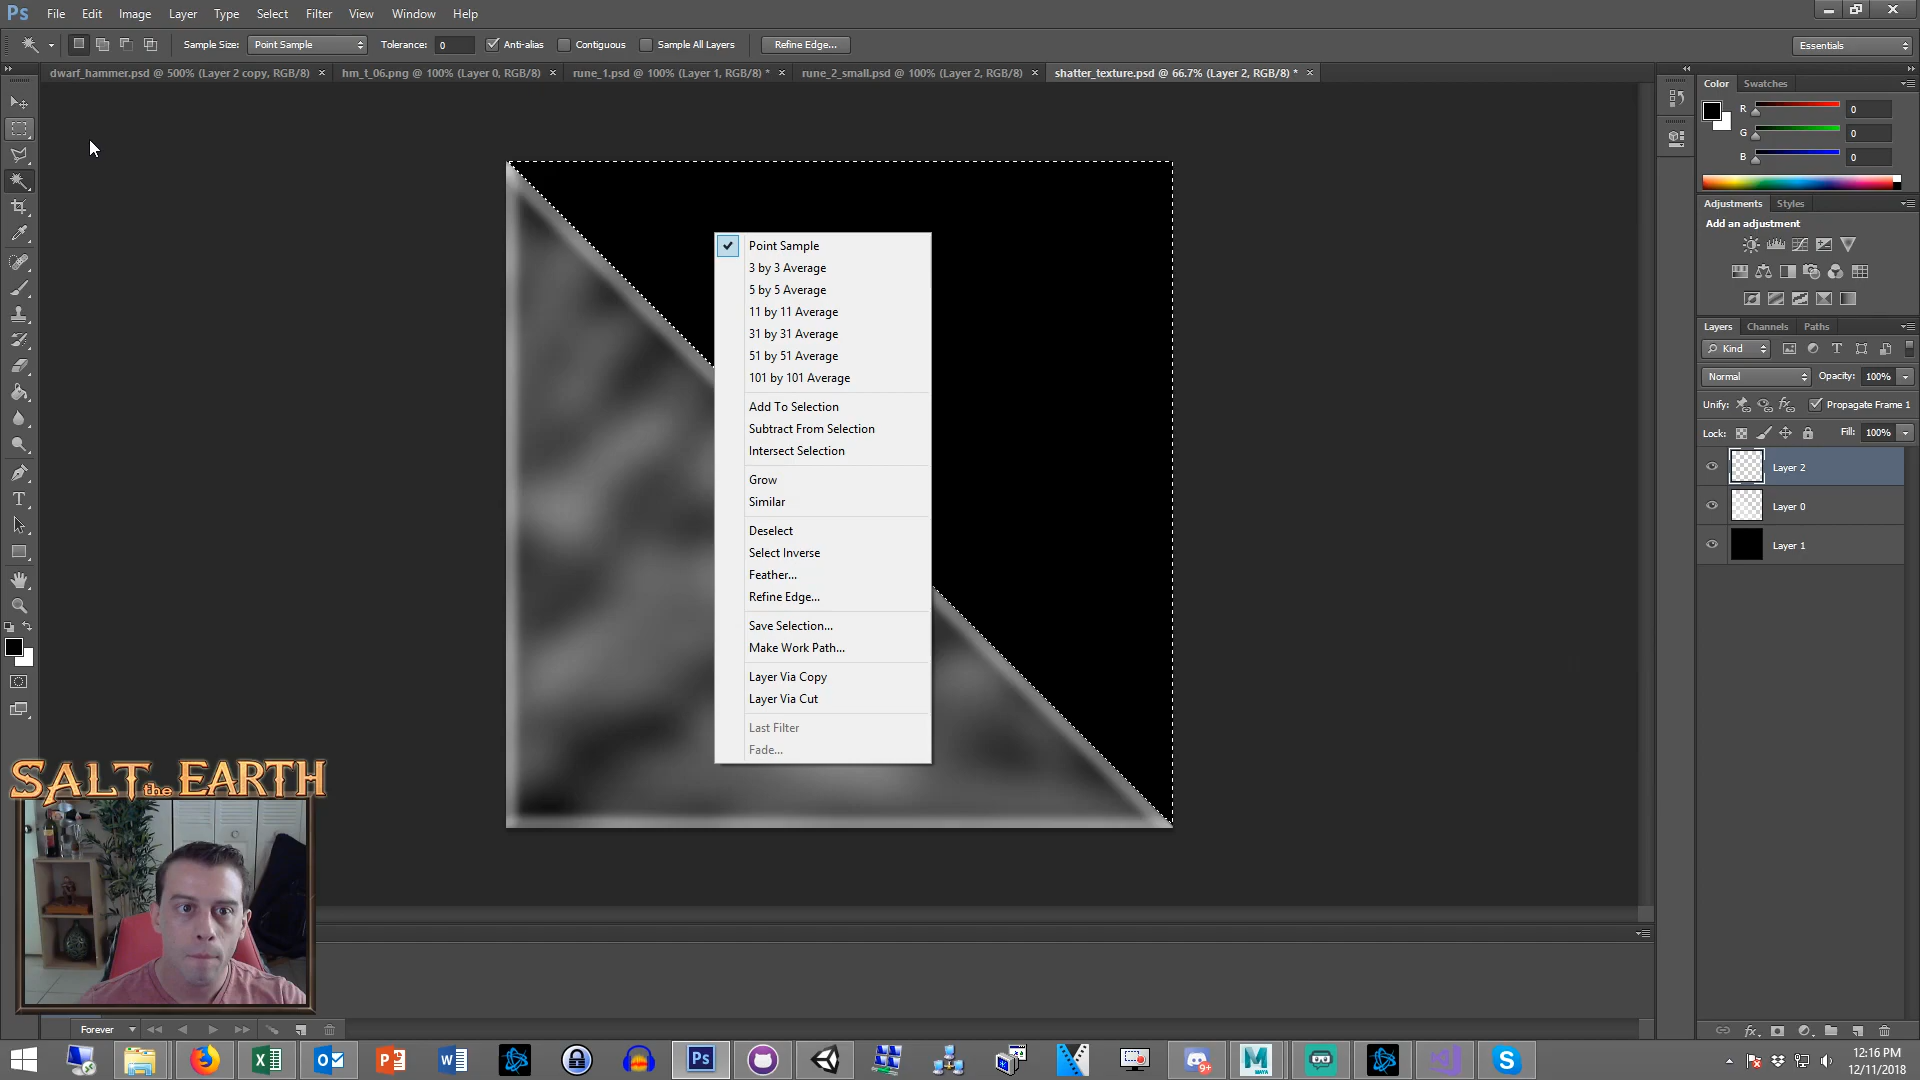 Ps File Edit Image Layer Type Select Filter View Window Help
Sample Size: Point Sample Tolerance: 0 Anti-alias Contiguous Sample All Layers Refine Edge... Essentials
dwarf_hammer.psd @ 500% (Layer 2 copy, RGB/8) × hm_t_06.png @ 100% (Layer 0, RGB/8) × rune_1.psd @ 100% (Layer 1, RGB/8) * × rune_2_small.psd @ 100% (Layer 2, RGB/8) × shatter_texture.psd @ 66.7% (Layer 2, RGB/8) * ×
Color Swatches
R 0
G 0
B 0
Adjustments Styles
Add an adjustment
Layers Channels Paths
Kind
Normal Opacity: 100%
Unify: Propagate Frame 1
Lock: Fill: 100%
Layer 2
Layer 0
Layer 1
Point Sample
3 by 3 Average
5 by 5 Average
11 by 11 Average
31 by 31 Average
51 by 51 Average
101 by 101 Average
Add To Selection
Subtract From Selection
Intersect Selection
Grow
Similar
Deselect
Select Inverse
Feather...
Refine Edge...
Save Selection...
Make Work Path...
Layer Via Copy
Layer Via Cut
Last Filter
Fade...
SALT the EARTH
Forever
Ps
9+
MAYA
12:16 PM
12/11/2018